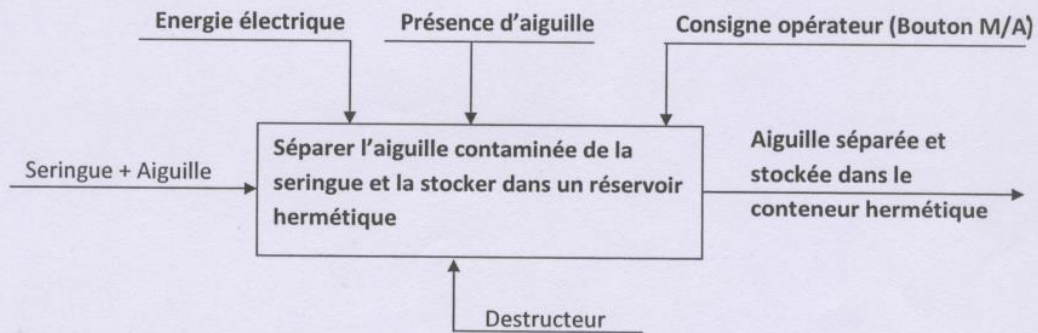 Energie électrique
Présence d'aiguille
Consigne opérateur (Bouton M/A)
Seringue + Aiguille
Séparer l'aiguille contaminée de la
seringue et la stocker dans un réservoir
hermétique
Aiguille séparée et
stockée dans le
conteneur hermétique
Destructeur